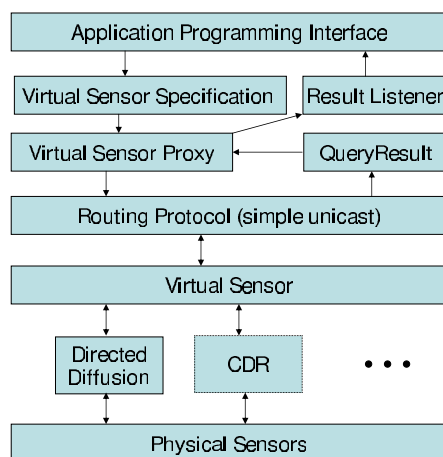 Application Programming Interface
Virtual Sensor Specification
Result Listener
Virtual Sensor Proxy
QueryResult
Routing Protocol (simple unicast)
Virtual Sensor
Directed
Diffusion
CDR
• • •
Physical Sensors